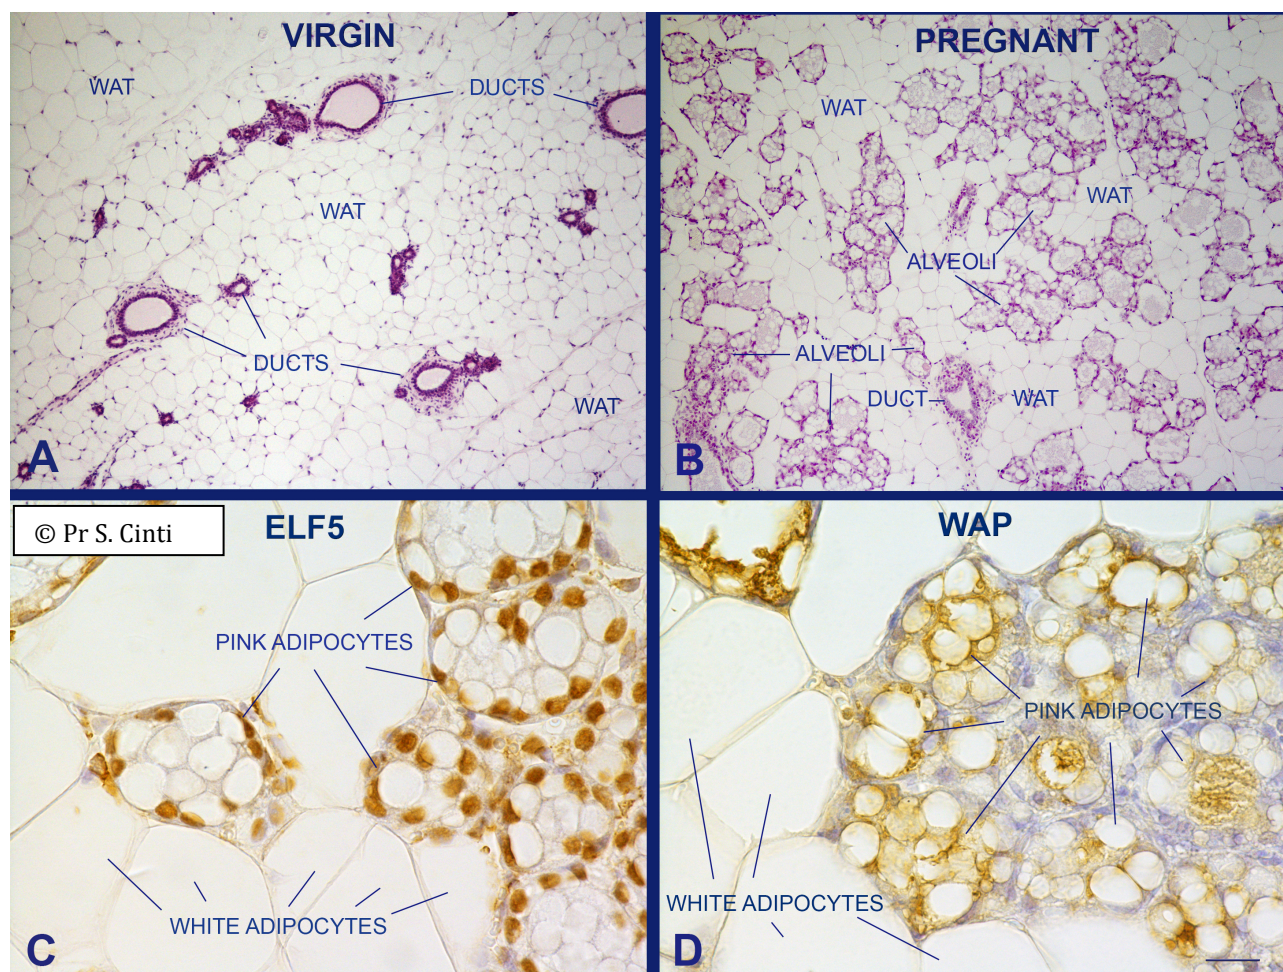 VIRGIN
WAT
DUCTS
WAT
DUCTS
WAT
A
PREGNANT
WAT
WAT
ALVEOLI
ALVEOLI
DUCT
WAT
B
© Pr S. Cinti
ELF5
PINK ADIPOCYTES
WHITE ADIPOCYTES
C
WAP
PINK ADIPOCYTES
WHITE ADIPOCYTES
D